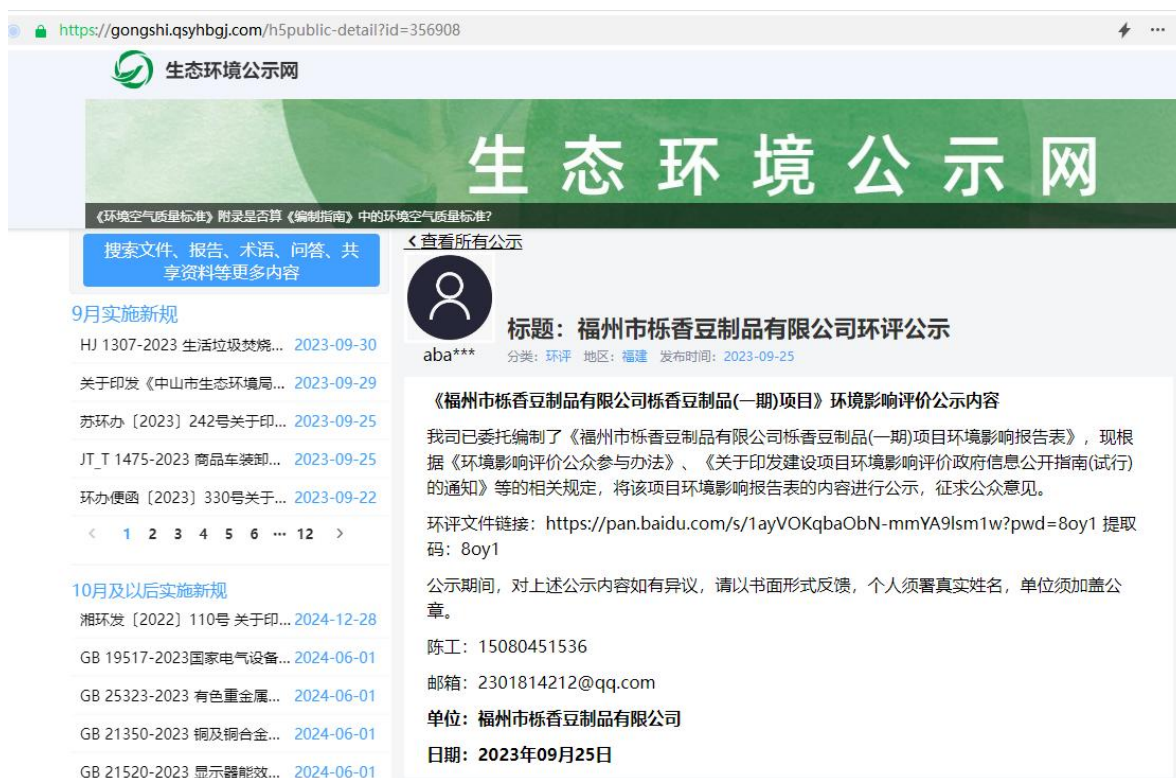 https://gongshi.qsyhbgj.com/h5public-detail?id=356908
生态环境公示网
生态环境公示网
《环境空气质量标准》附录是否算《编制指南》中的环境空气质量标准?
搜索文件、报告、术语、问答、共
享资料等更多内容
9月实施新规
HJ 1307-2023 生活垃圾焚烧... 2023-09-30
关于印发《中山市生态环境局... 2023-09-29
苏环办〔2023〕242号关于印... 2023-09-25
JT_T 1475-2023 商品车装卸... 2023-09-25
环办便函〔2023〕330号关于... 2023-09-22
< 1 2 3 4 5 6 ··· 12 >
10月及以后实施新规
湘环发〔2022〕110号 关于印... 2024-12-28
GB 19517-2023国家电气设备... 2024-06-01
GB 25323-2023 有色重金属... 2024-06-01
GB 21350-2023 铜及铜合金... 2024-06-01
GB 21520-2023 显示器能效... 2024-06-01
<查看所有公示
aba***
标题：福州市栎香豆制品有限公司环评公示
分类：环评 地区：福建 发布时间：2023-09-25
《福州市栎香豆制品有限公司栎香豆制品(一期)项目》环境影响评价公示内容
我司已委托编制了《福州市栎香豆制品有限公司栎香豆制品(一期)项目环境影响报告表》，现根
据《环境影响评价公众参与办法》、《关于印发建设项目环境影响评价政府信息公开指南(试行)
的通知》等的相关规定，将该项目环境影响报告表的内容进行公示，征求公众意见。
环评文件链接：https://pan.baidu.com/s/1ayVOKqbaObN-mmYA9lsm1w?pwd=8oy1 提取
码：8oy1
公示期间，对上述公示内容如有异议，请以书面形式反馈，个人须署真实姓名，单位须加盖公
章。
陈工：15080451536
邮箱：2301814212@qq.com
单位：福州市栎香豆制品有限公司
日期：2023年09月25日